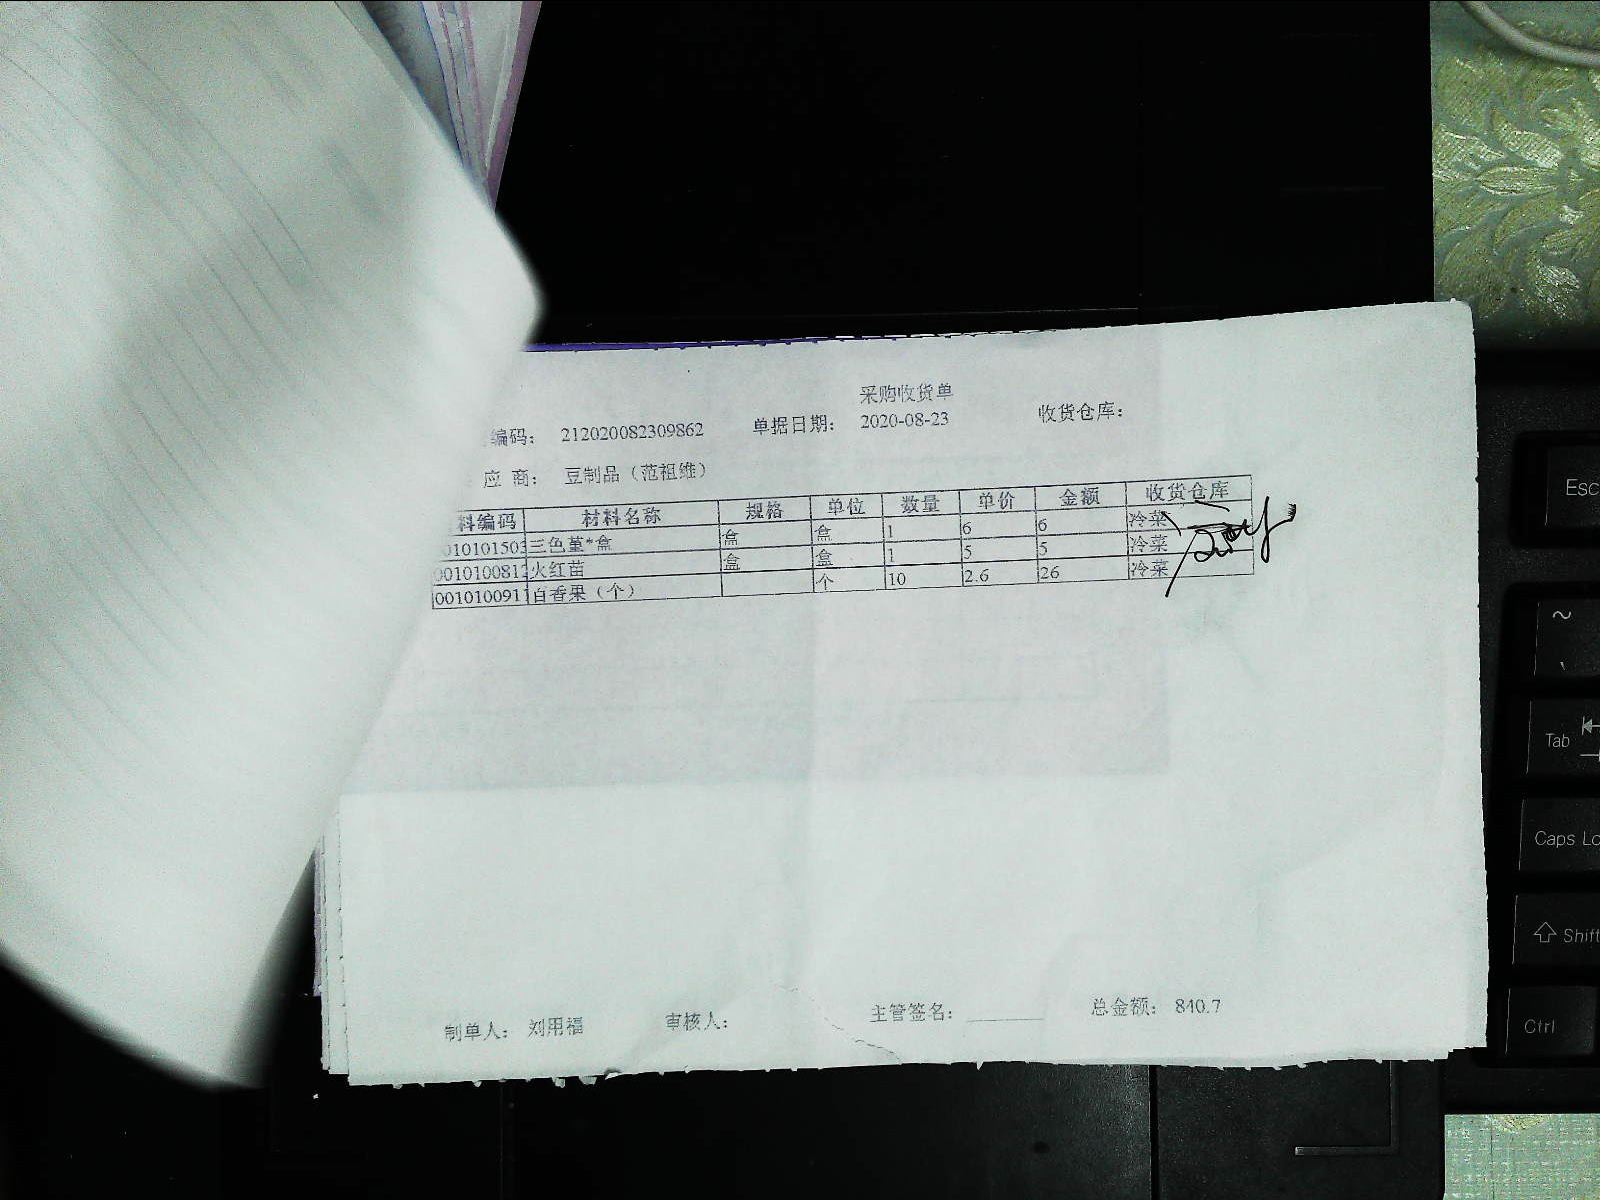 采购收货单
编码： 212020082309862 单据日期： 2020-08-23 收货仓库：
应 商： 豆制品（范祖维）
料编码 材料名称 规格 单位 数量 单价 金额 收货仓库
010101503 三色堇*盒 盒 盒 1 6 6 冷菜
001010081 火红苗 盒 盒 1 5 5 冷菜
001010091 白香果（个） 个 10 2.6 26 冷菜
制单人： 刘用福 审核人： 主管签名： 总金额： 840.7
Esc
~
Tab
Caps Lo
Shift
Ctrl